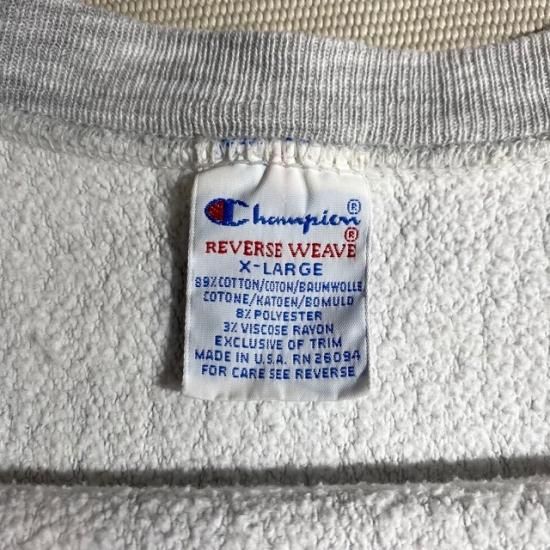 Champion®
REVERSE WEAVE®
X-LARGE
89% COTTON/COTON/BAUMWOLLE
COTONE/KATOEN/BOMULD
8% POLYESTER
3% VISCOSE RAYON
EXCLUSIVE OF TRIM
MADE IN U.S.A. RN 26094
FOR CARE SEE REVERSE